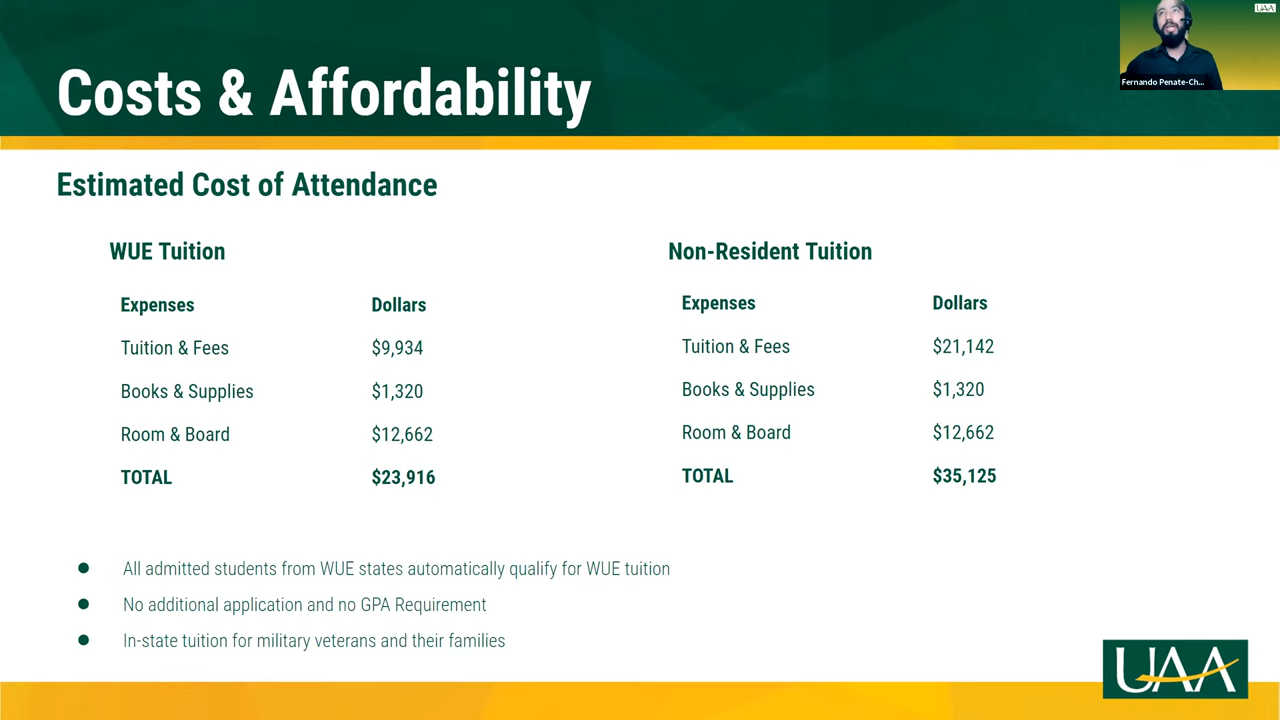 UAA
Fernando Penate-Ch...
Costs & Affordability
Estimated Cost of Attendance
WUE Tuition
Expenses Dollars
Tuition & Fees $9,934
Books & Supplies $1,320
Room & Board $12,662
TOTAL $23,916
Non-Resident Tuition
Expenses Dollars
Tuition & Fees $21,142
Books & Supplies $1,320
Room & Board $12,662
TOTAL $35,125
● All admitted students from WUE states automatically qualify for WUE tuition
● No additional application and no GPA Requirement
● In-state tuition for military veterans and their families
UAA